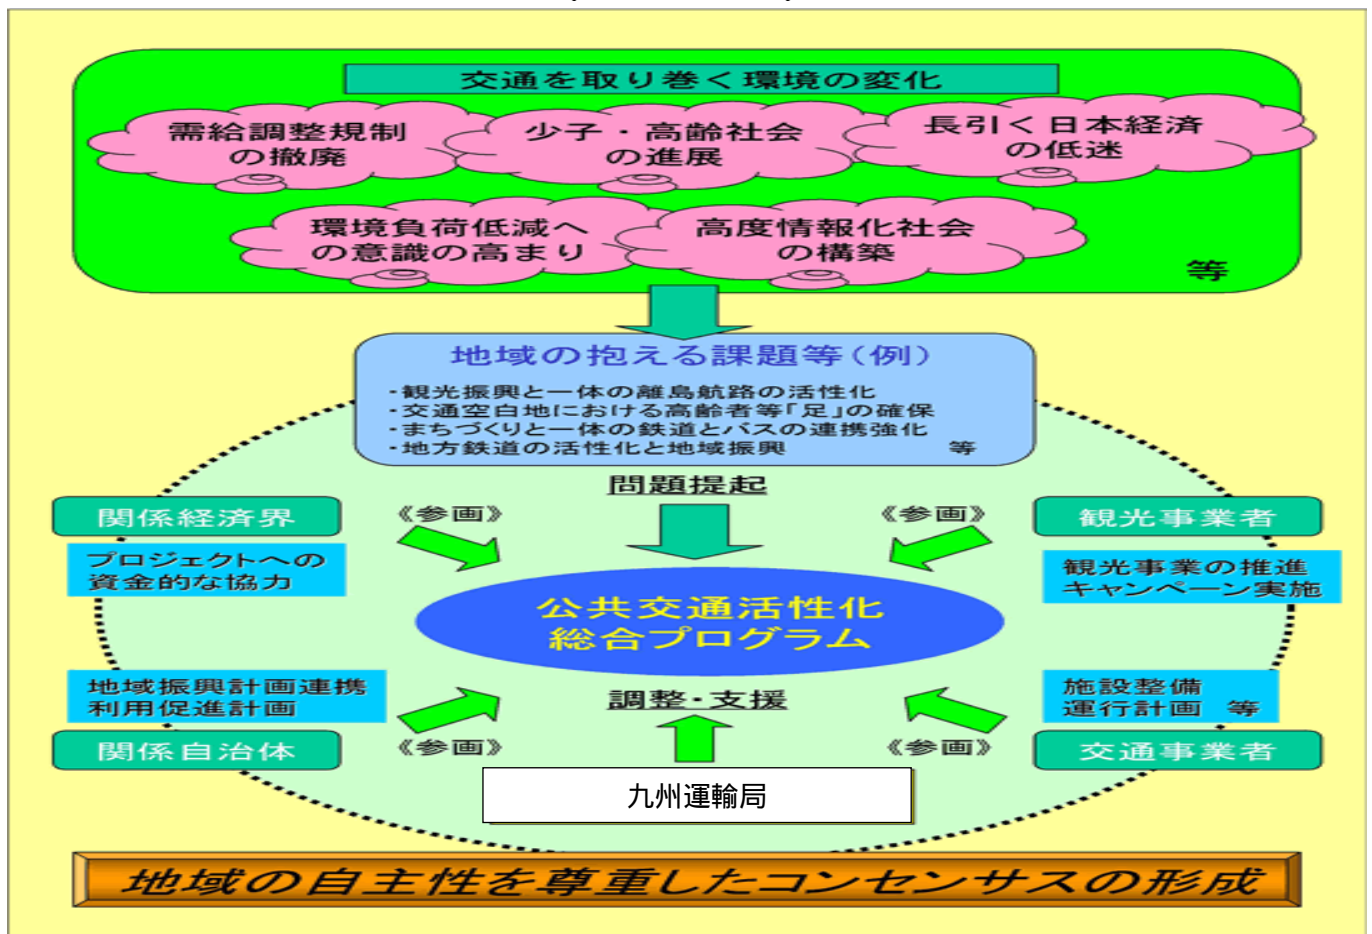 交通を取り巻く環境の変化
需給調整規制
の撤廃
少子・高齢社会
の進展
長引く日本経済
の低迷
環境負荷低減へ
の意識の高まり
高度情報化社会
の構築
等
地域の抱える課題等(例)
・観光振興と一体の離島航路の活性化
・交通空白地における高齢者等「足」の確保
・まちづくりと一体の鉄道とバスの連携強化
・地方鉄道の活性化と地域振興 等
問題提起
関係経済界
《参画》
《参画》
観光事業者
プロジェクトへの
資金的な協力
観光事業の推進
キャンペーン実施
公共交通活性化
総合プログラム
地域振興計画連携
利用促進計画
調整・支援
施設整備
運行計画 等
関係自治体
《参画》
《参画》
交通事業者
九州運輸局
地域の自主性を尊重したコンセンサスの形成